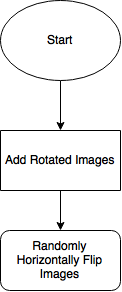 Start
Add Rotated Images
Randomly
Horizontally Flip
Images